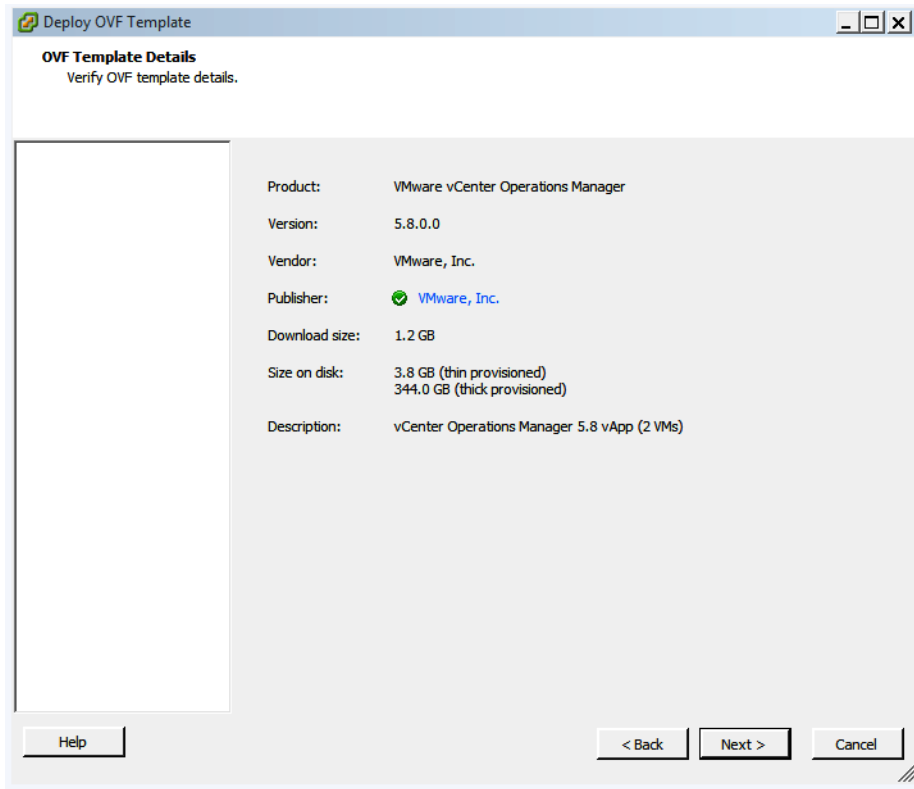 Deploy OVF Template
OVF Template Details
Verify OVF template details.
Product: VMware vCenter Operations Manager
Version: 5.8.0.0
Vendor: VMware, Inc.
Publisher: VMware, Inc.
Download size: 1.2 GB
Size on disk: 3.8 GB (thin provisioned)
344.0 GB (thick provisioned)
Description: vCenter Operations Manager 5.8 vApp (2 VMs)
Help < Back Next > Cancel